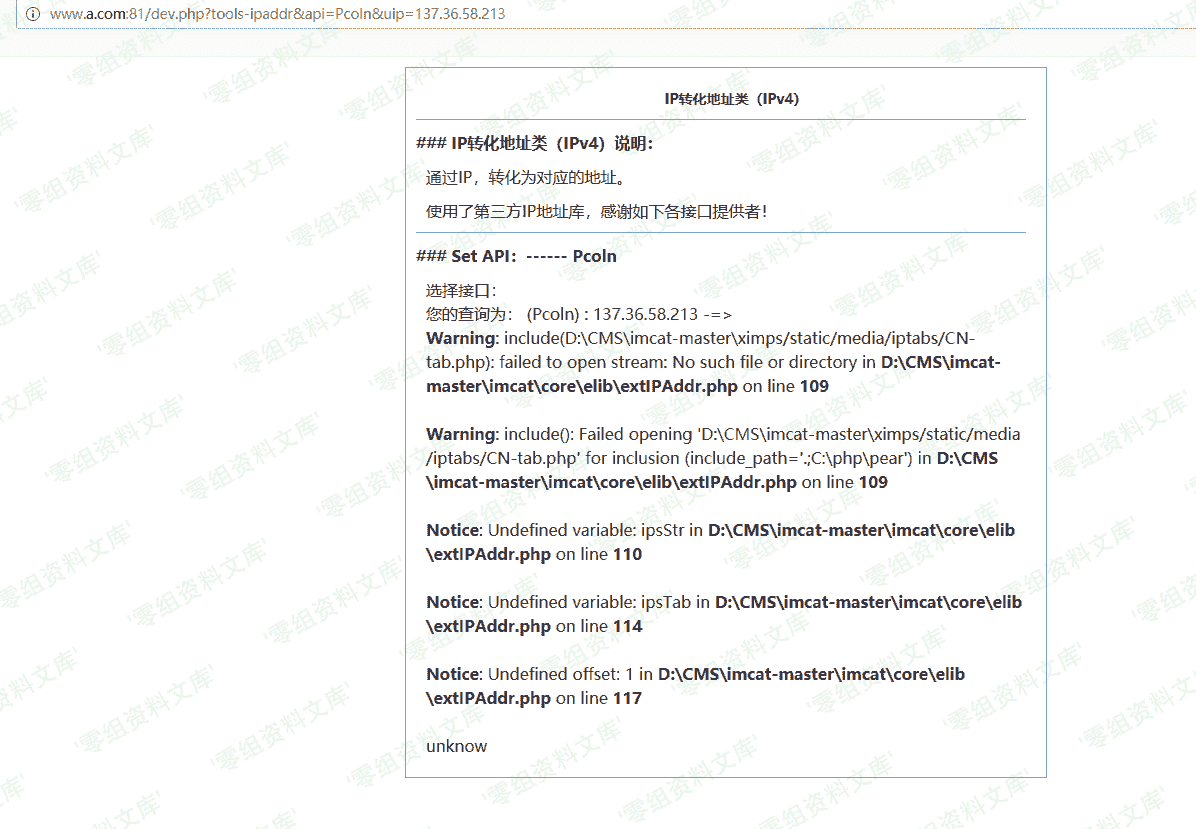 www.a.com:81/dev.php?tools-ipaddr&api=Pcoln&uip=137.36.58.213
IP转化地址类（IPv4）
### IP转化地址类（IPv4）说明：
通过IP，转化为对应的地址。
使用了第三方IP地址库，感谢如下各接口提供者！
### Set API：------ Pcoln
选择接口：
您的查询为： (Pcoln) : 137.36.58.213 -=>
Warning: include(D:\CMS\imcat-master\ximps/static/media/iptabs/CN-
tab.php): failed to open stream: No such file or directory in D:\CMS\imcat-
master\imcat\core\elib\extIPAddr.php on line 109
Warning: include(): Failed opening 'D:\CMS\imcat-master\ximps/static/media
/iptabs/CN-tab.php' for inclusion (include_path='.;C:\php\pear') in D:\CMS
\imcat-master\imcat\core\elib\extIPAddr.php on line 109
Notice: Undefined variable: ipsStr in D:\CMS\imcat-master\imcat\core\elib
\extIPAddr.php on line 110
Notice: Undefined variable: ipsTab in D:\CMS\imcat-master\imcat\core\elib
\extIPAddr.php on line 114
Notice: Undefined offset: 1 in D:\CMS\imcat-master\imcat\core\elib
\extIPAddr.php on line 117
unknow
'零组资料文库'